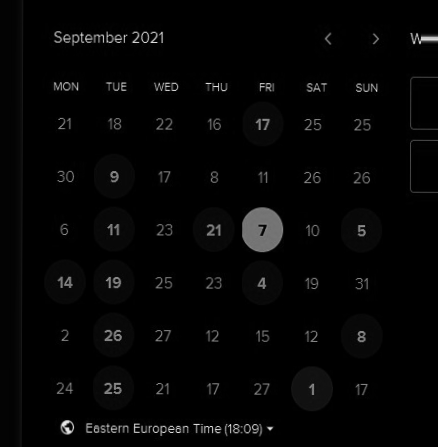 September 2021
MON TUE WED THU FRI SAT SUN
21 18 22 16 17 25 25
30 9 17 8 11 26 26
6 11 23 21 7 10 5
14 19 25 23 4 19 31
2 26 27 12 15 12 8
24 25 21 17 27 1 17
Eastern European Time (18:09)